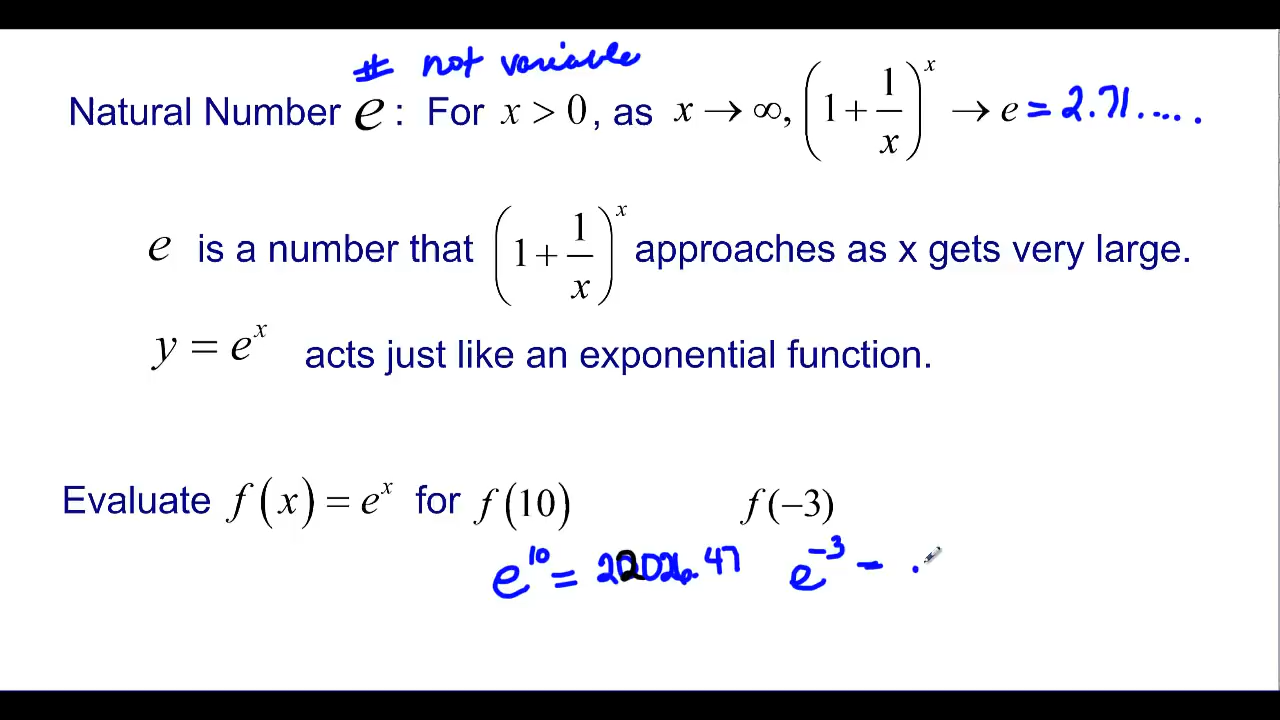 # not variable
Natural Number e : For x > 0, as x → ∞, (1 + 1/x)^x → e = 2.71.....
e is a number that (1 + 1/x)^x approaches as x gets very large.
y = e^x acts just like an exponential function.
Evaluate f(x) = e^x for f(10) f(−3)
e^10 = 22026.47 e^−3 = .